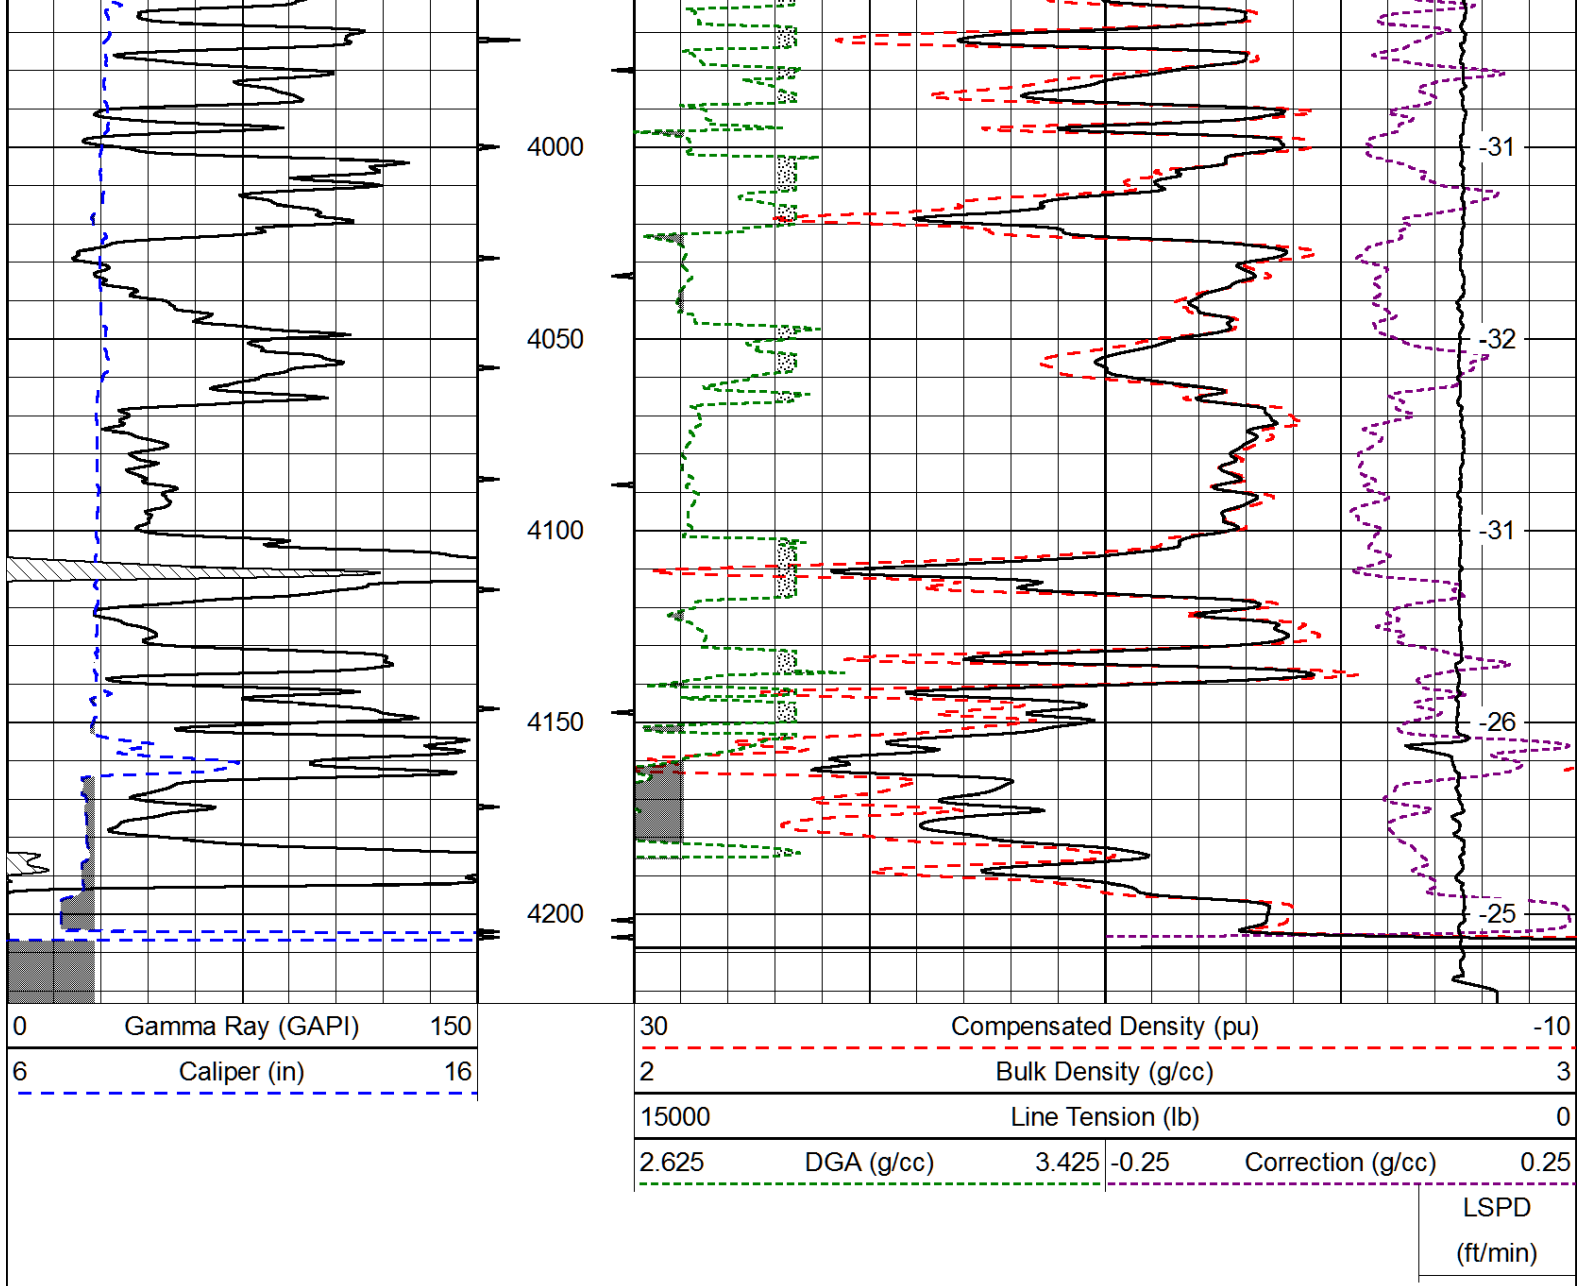 4000
-31
4050
-32
4100
-31
4150
-26
4200
-25
0 Gamma Ray (GAPI) 150
30 Compensated Density (pu) -10
6 Caliper (in) 16
2 Bulk Density (g/cc) 3
15000 Line Tension (lb) 0
2.625 DGA (g/cc) 3.425 -0.25 Correction (g/cc) 0.25
LSPD
(ft/min)